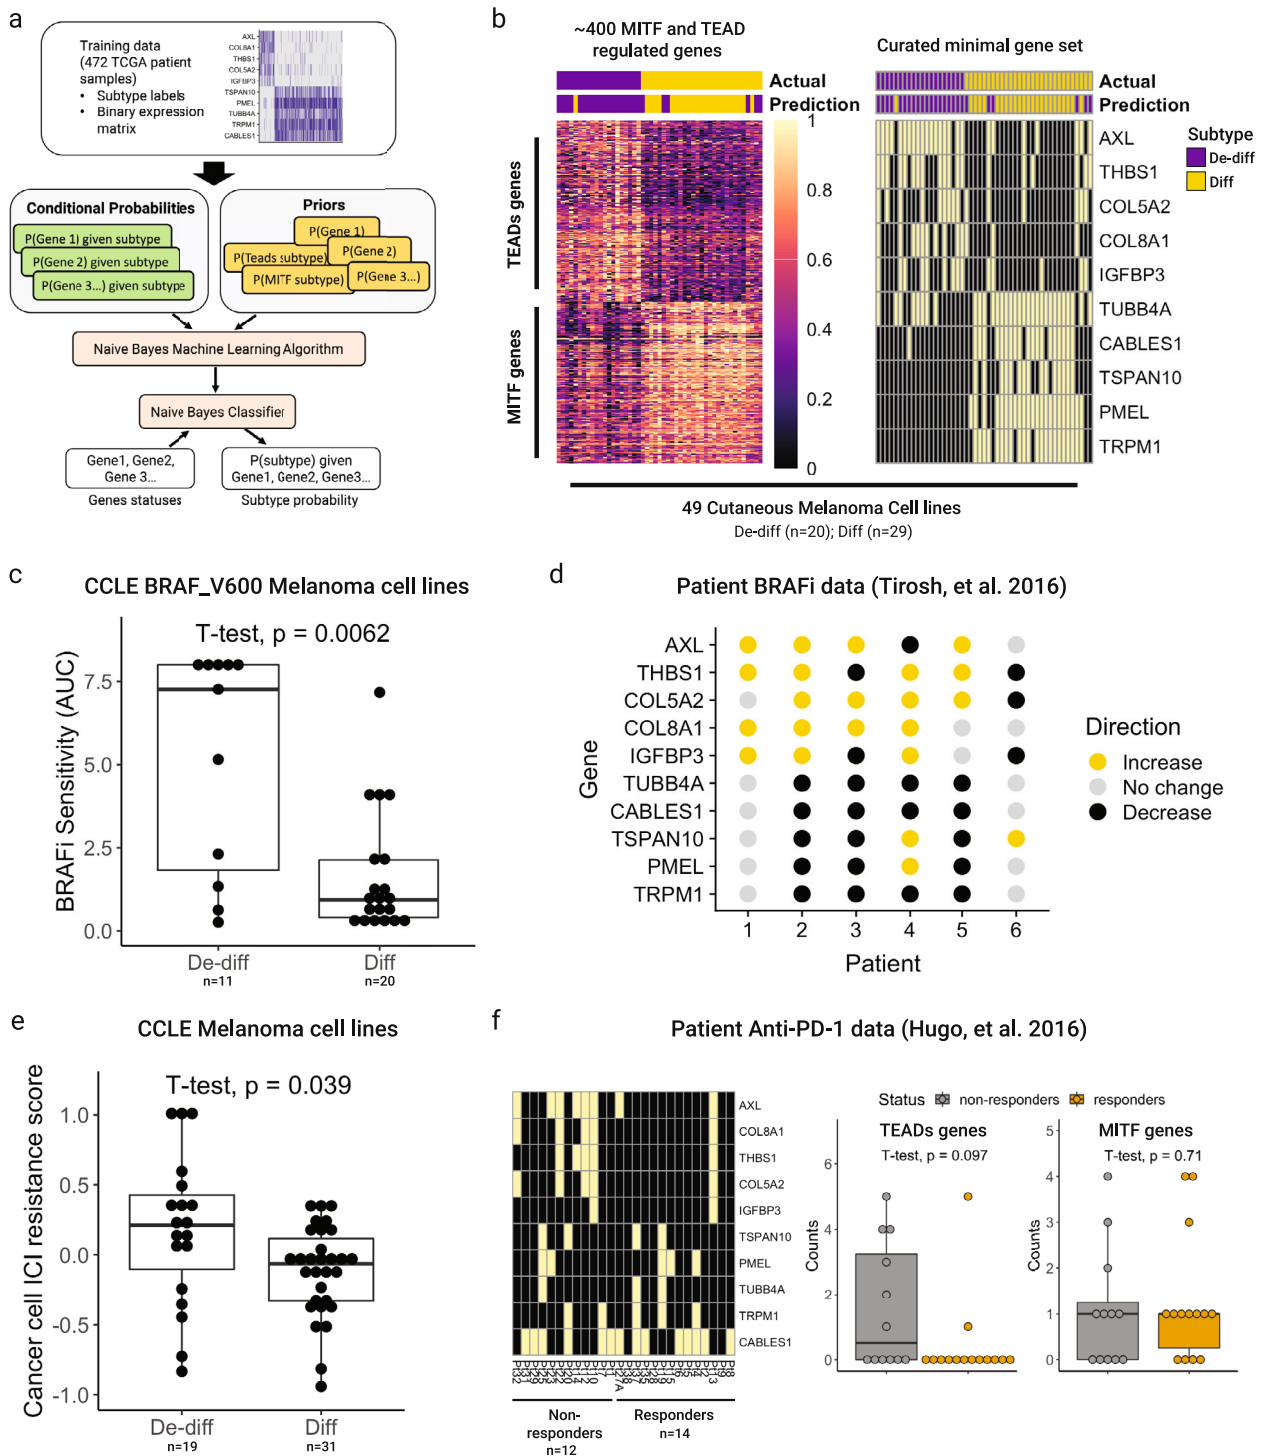 a
Training data
(472 TCGA patient
samples)
• Subtype labels
• Binary expression
matrix
AXL
COL8A1
THBS1
COL5A2
IGFBP3
TSPAN10
PMEL
TUBB4A
TRPM1
CABLES1
Conditional Probabilities
P(Gene 1) given subtype
P(Gene 2) given subtype
P(Gene 3...) given subtype
Priors
P(Gene 1)
P(Teads subtype)
P(Gene 2)
P(MITF subtype)
P(Gene 3...)
Naive Bayes Machine Learning Algorithm
Naive Bayes Classifier
Gene1, Gene2,
Gene 3...
Genes statuses
P(subtype) given
Gene1, Gene2, Gene3...
Subtype probability
b
~400 MITF and TEAD
regulated genes
Actual
Prediction
TEADs genes
MITF genes
1
0.8
0.6
0.4
0.2
0
Curated minimal gene set
Actual
Prediction
AXL
THBS1
COL5A2
COL8A1
IGFBP3
TUBB4A
CABLES1
TSPAN10
PMEL
TRPM1
Subtype
De-diff
Diff
49 Cutaneous Melanoma Cell lines
De-diff (n=20); Diff (n=29)
c
CCLE BRAF_V600 Melanoma cell lines
T-test, p = 0.0062
BRAFi Sensitivity (AUC)
7.5
5.0
2.5
0.0
De-diff
n=11
Diff
n=20
d
Patient BRAFi data (Tirosh, et al. 2016)
Gene
AXL
THBS1
COL5A2
COL8A1
IGFBP3
TUBB4A
CABLES1
TSPAN10
PMEL
TRPM1
1 2 3 4 5 6
Patient
Direction
Increase
No change
Decrease
e
CCLE Melanoma cell lines
T-test, p = 0.039
Cancer cell ICI resistance score
1.0
0.5
0.0
-0.5
-1.0
De-diff
n=19
Diff
n=31
f
Patient Anti-PD-1 data (Hugo, et al. 2016)
AXL
COL8A1
THBS1
COL5A2
IGFBP3
TSPAN10
PMEL
TUBB4A
TRPM1
CABLES1
Non-
responders
n=12
Responders
n=14
Status non-responders responders
TEADs genes
T-test, p = 0.097
Counts
6
4
2
0
MITF genes
T-test, p = 0.71
Counts
5
4
3
2
1
0